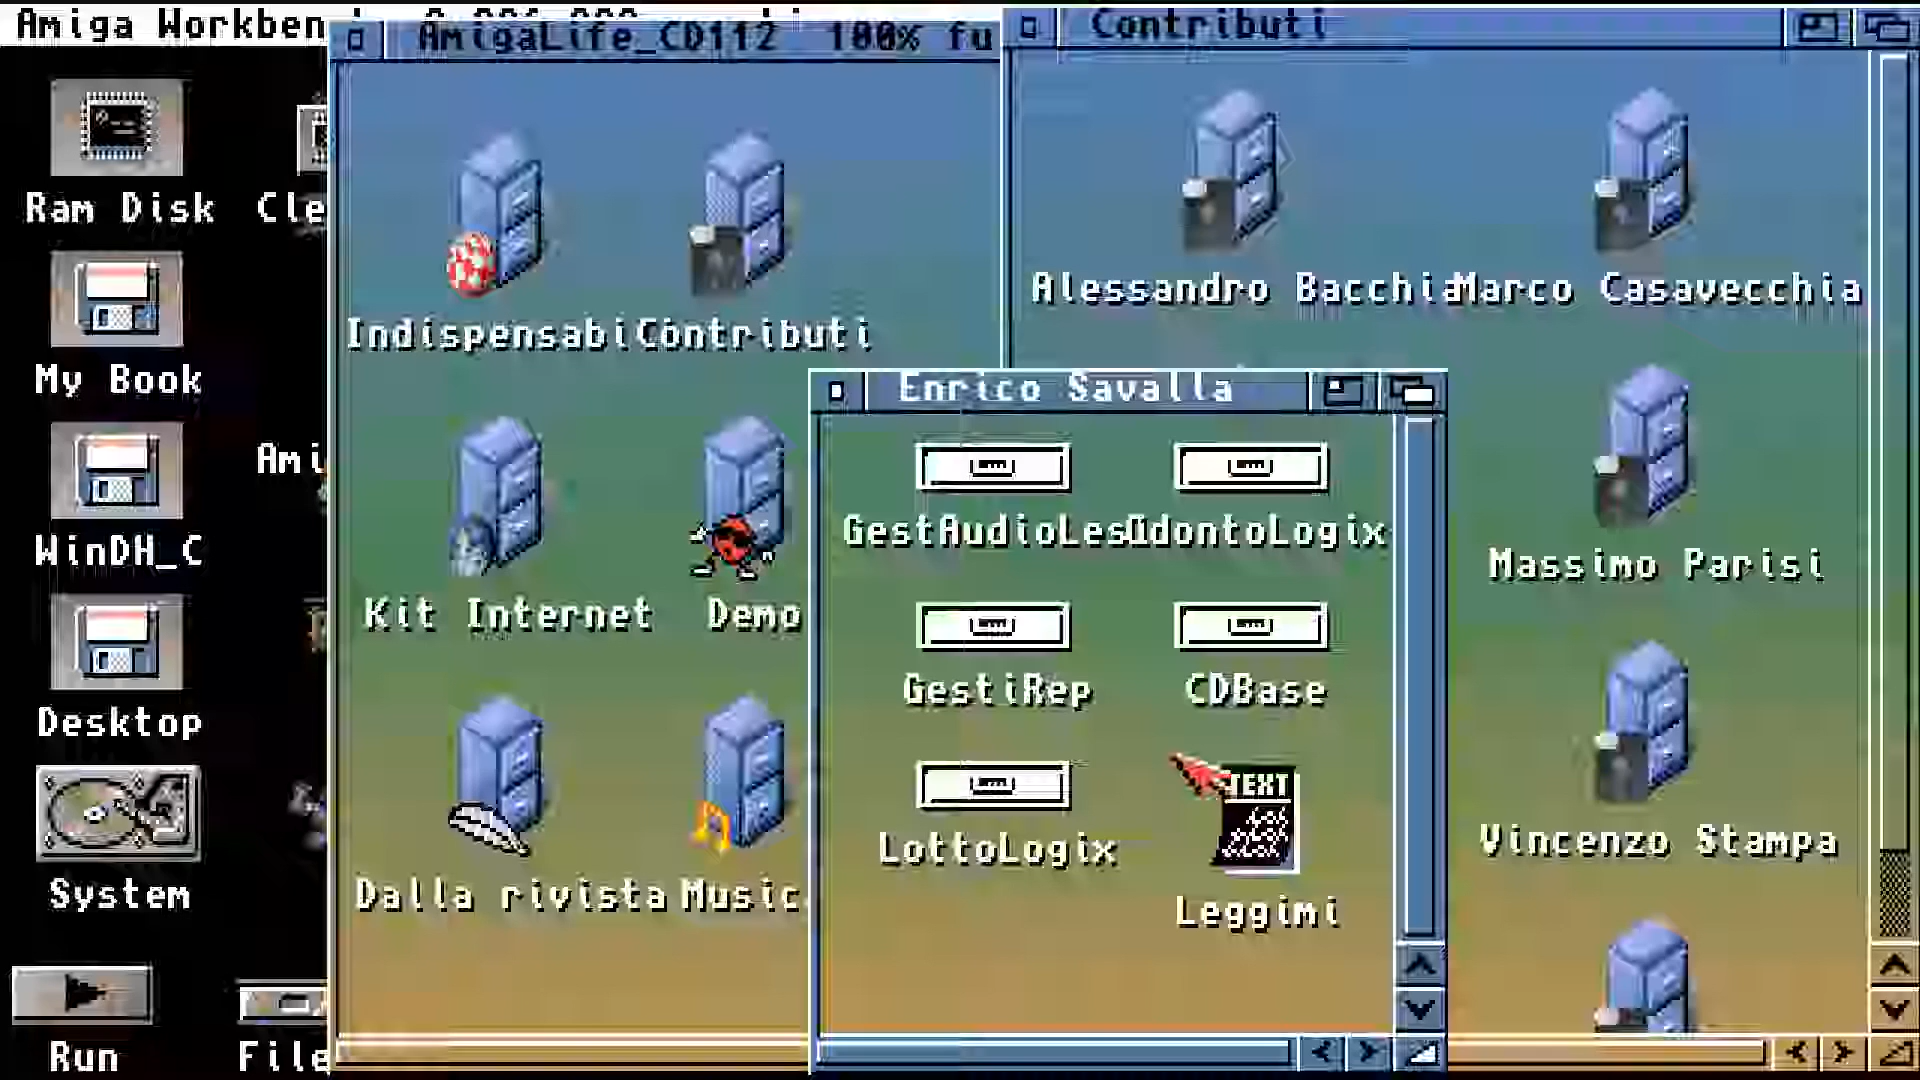 Amiga Workben
AmigaLife_CD112 100% fu
Contributi
Ram Disk
Cle
My Book
WinDH_C
Ami
Desktop
System
Run
File
Indispensabi
Contributi
Kit Internet
Demo
Dalla rivista
Music
Alessandro Bacchia
Marco Casavecchia
Massimo Parisi
Vincenzo Stampa
Enrico Savalla
GestAudioLes
OdontoLogix
GestiRep
CDBase
LottoLogix
TEXT
Leggimi